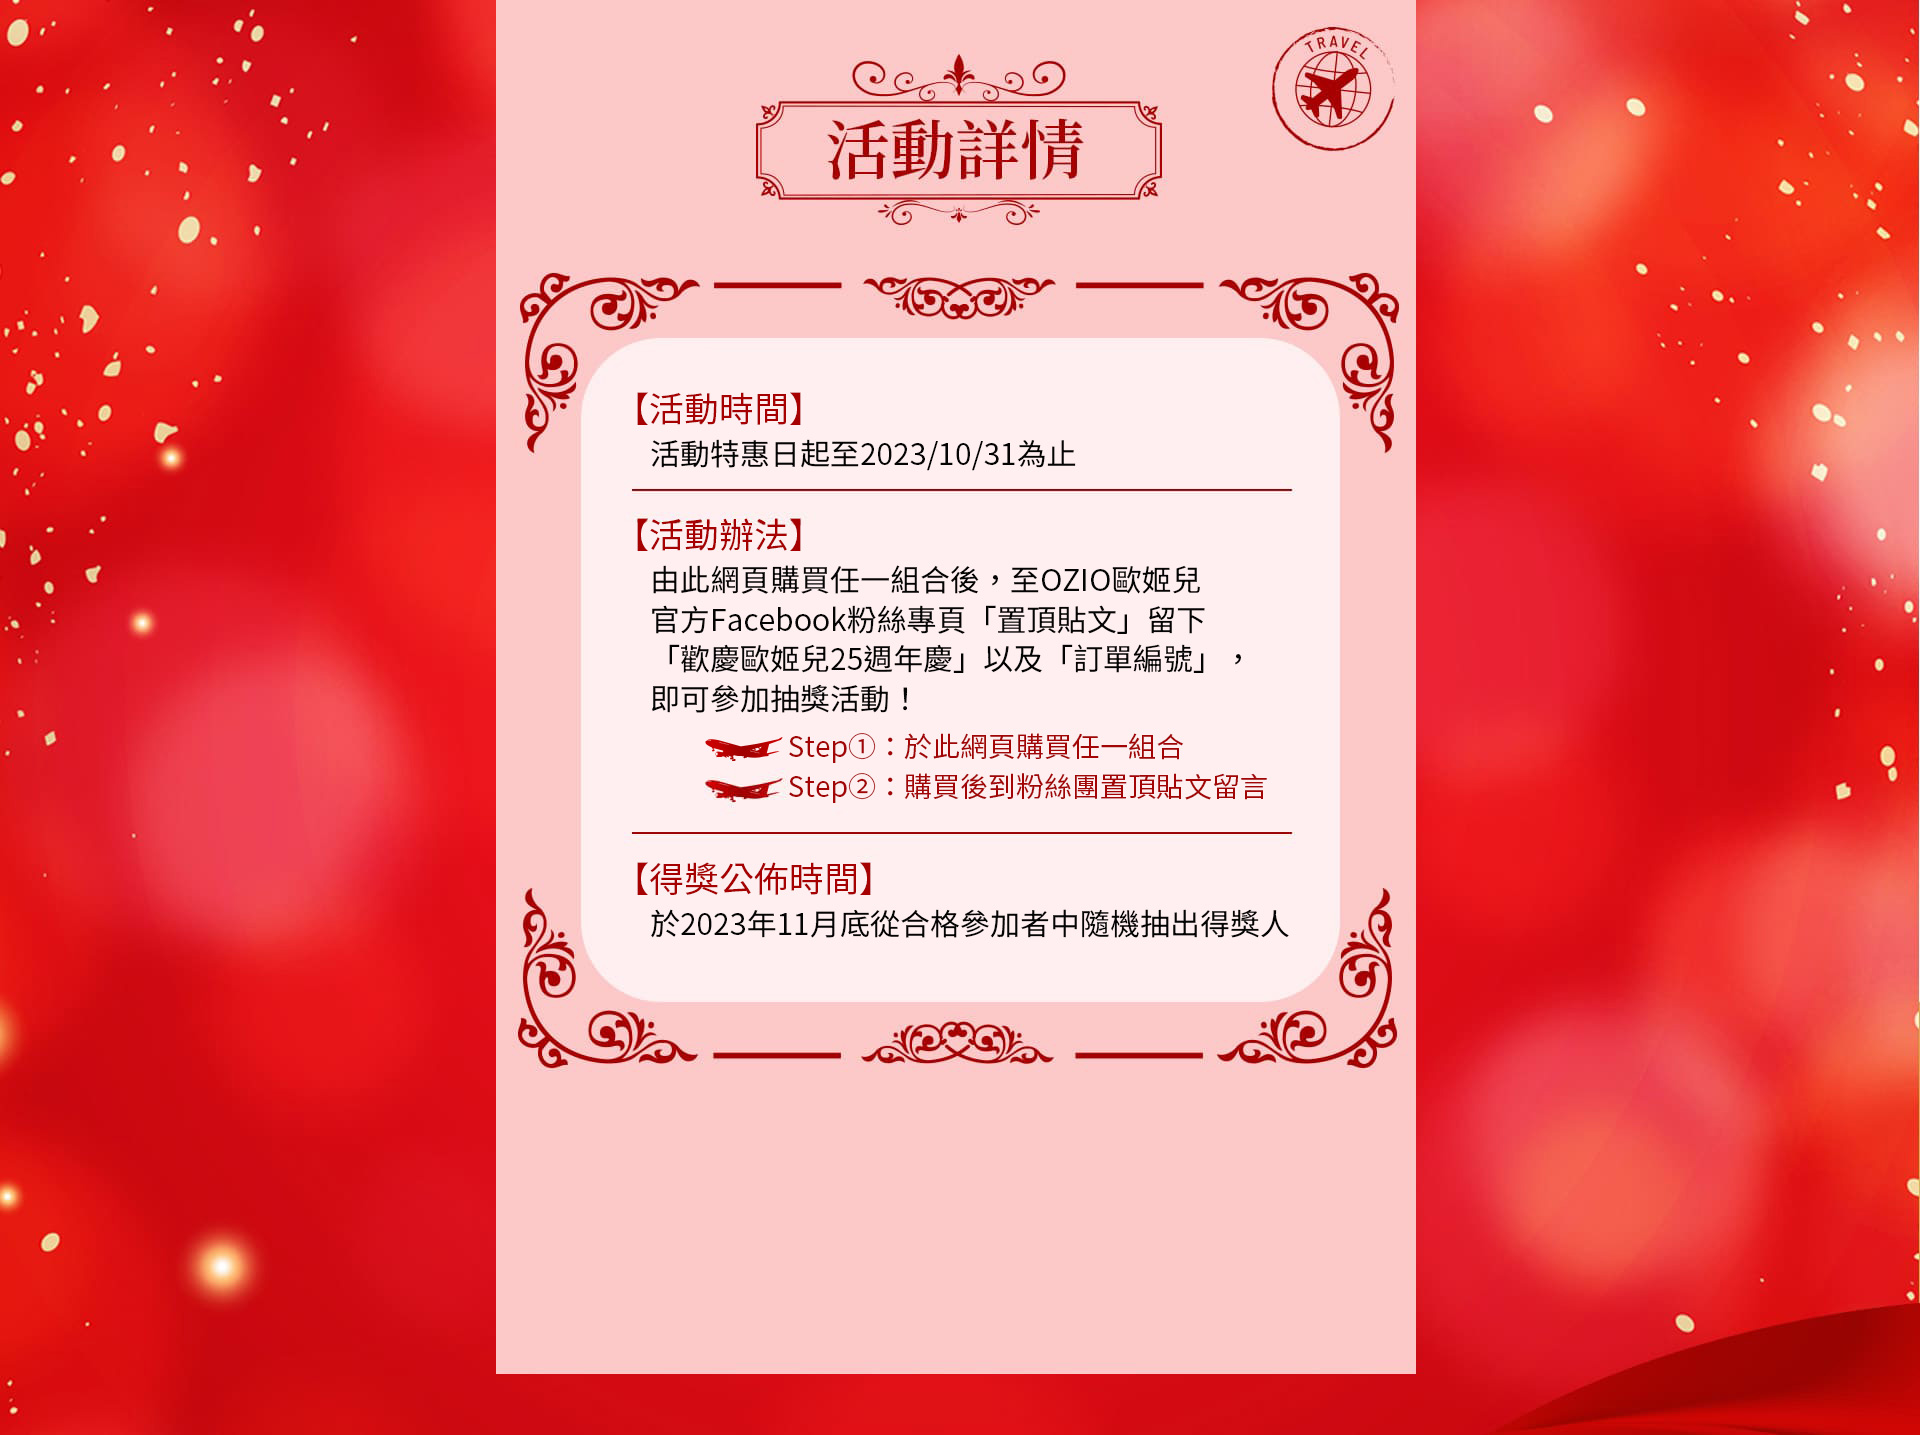 TRAVEL
活動詳情
【活動時間】
活動特惠日起至2023/10/31為止
【活動辦法】
由此網頁購買任一組合後，至OZIO歐姬兒
官方Facebook粉絲專頁「置頂貼文」留下
「歡慶歐姬兒25週年慶」以及「訂單編號」，
即可參加抽獎活動！
Step①：於此網頁購買任一組合
Step②：購買後到粉絲團置頂貼文留言
【得獎公佈時間】
於2023年11月底從合格參加者中隨機抽出得獎人